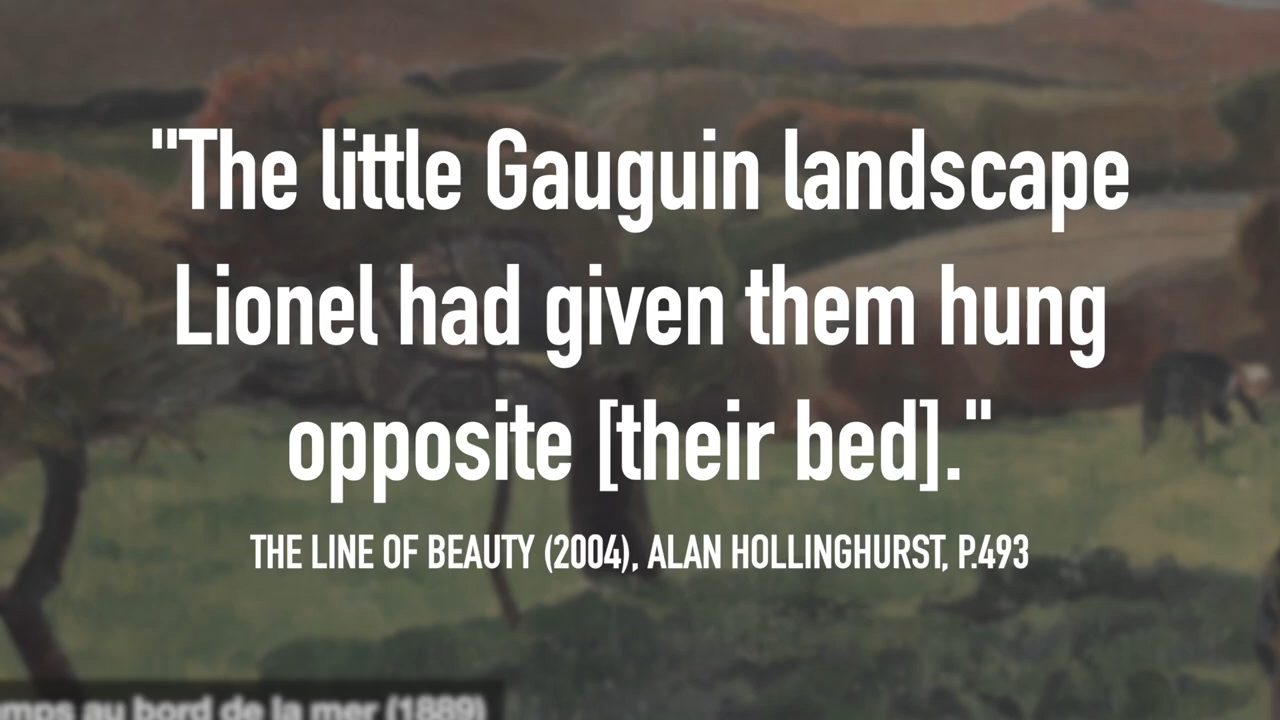 "The little Gauguin landscape
Lionel had given them hung
opposite [their bed]."
THE LINE OF BEAUTY (2004), ALAN HOLLINGHURST, P.493
au bord de la mer (1889)